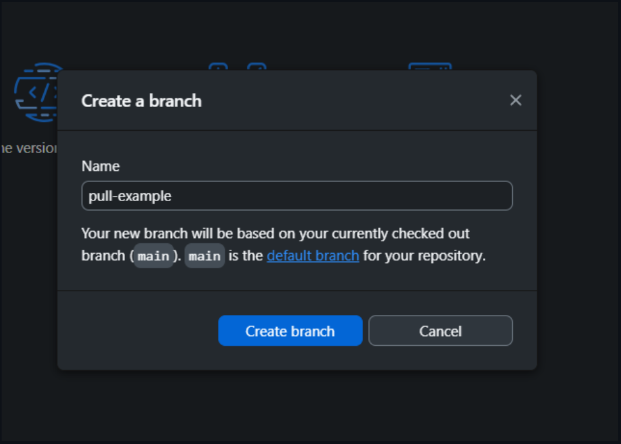 Create a branch
he version
Name
pull-example
Your new branch will be based on your currently checked out
branch (main). main is the default branch for your repository.
Create branch
Cancel